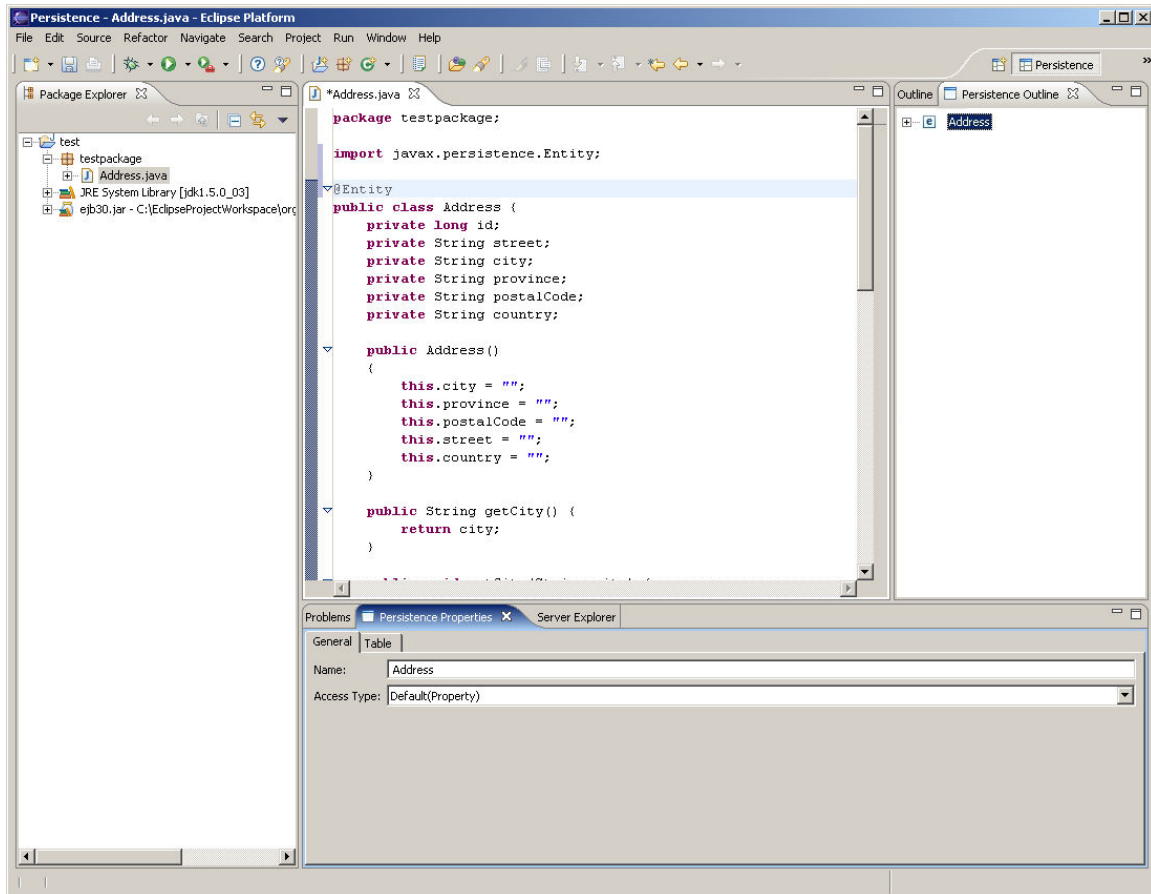 Persistence - Address.java - Eclipse Platform
File Edit Source Refactor Navigate Search Project Run Window Help
Persistence
»
Package Explorer
test
testpackage
Address.java
JRE System Library [jdk1.5.0_03]
ejb30.jar - C:\EclipseProjectWorkspace\org
*Address.java
package testpackage;
import javax.persistence.Entity;
@Entity
public class Address {
private long id;
private String street;
private String city;
private String province;
private String postalCode;
private String country;
public Address()
{
this.city = "";
this.province = "";
this.postalCode = "";
this.street = "";
this.country = "";
}
public String getCity() {
return city;
}
Outline Persistence Outline
Address
Problems Persistence Properties Server Explorer
General Table
Name: Address
Access Type: Default(Property)